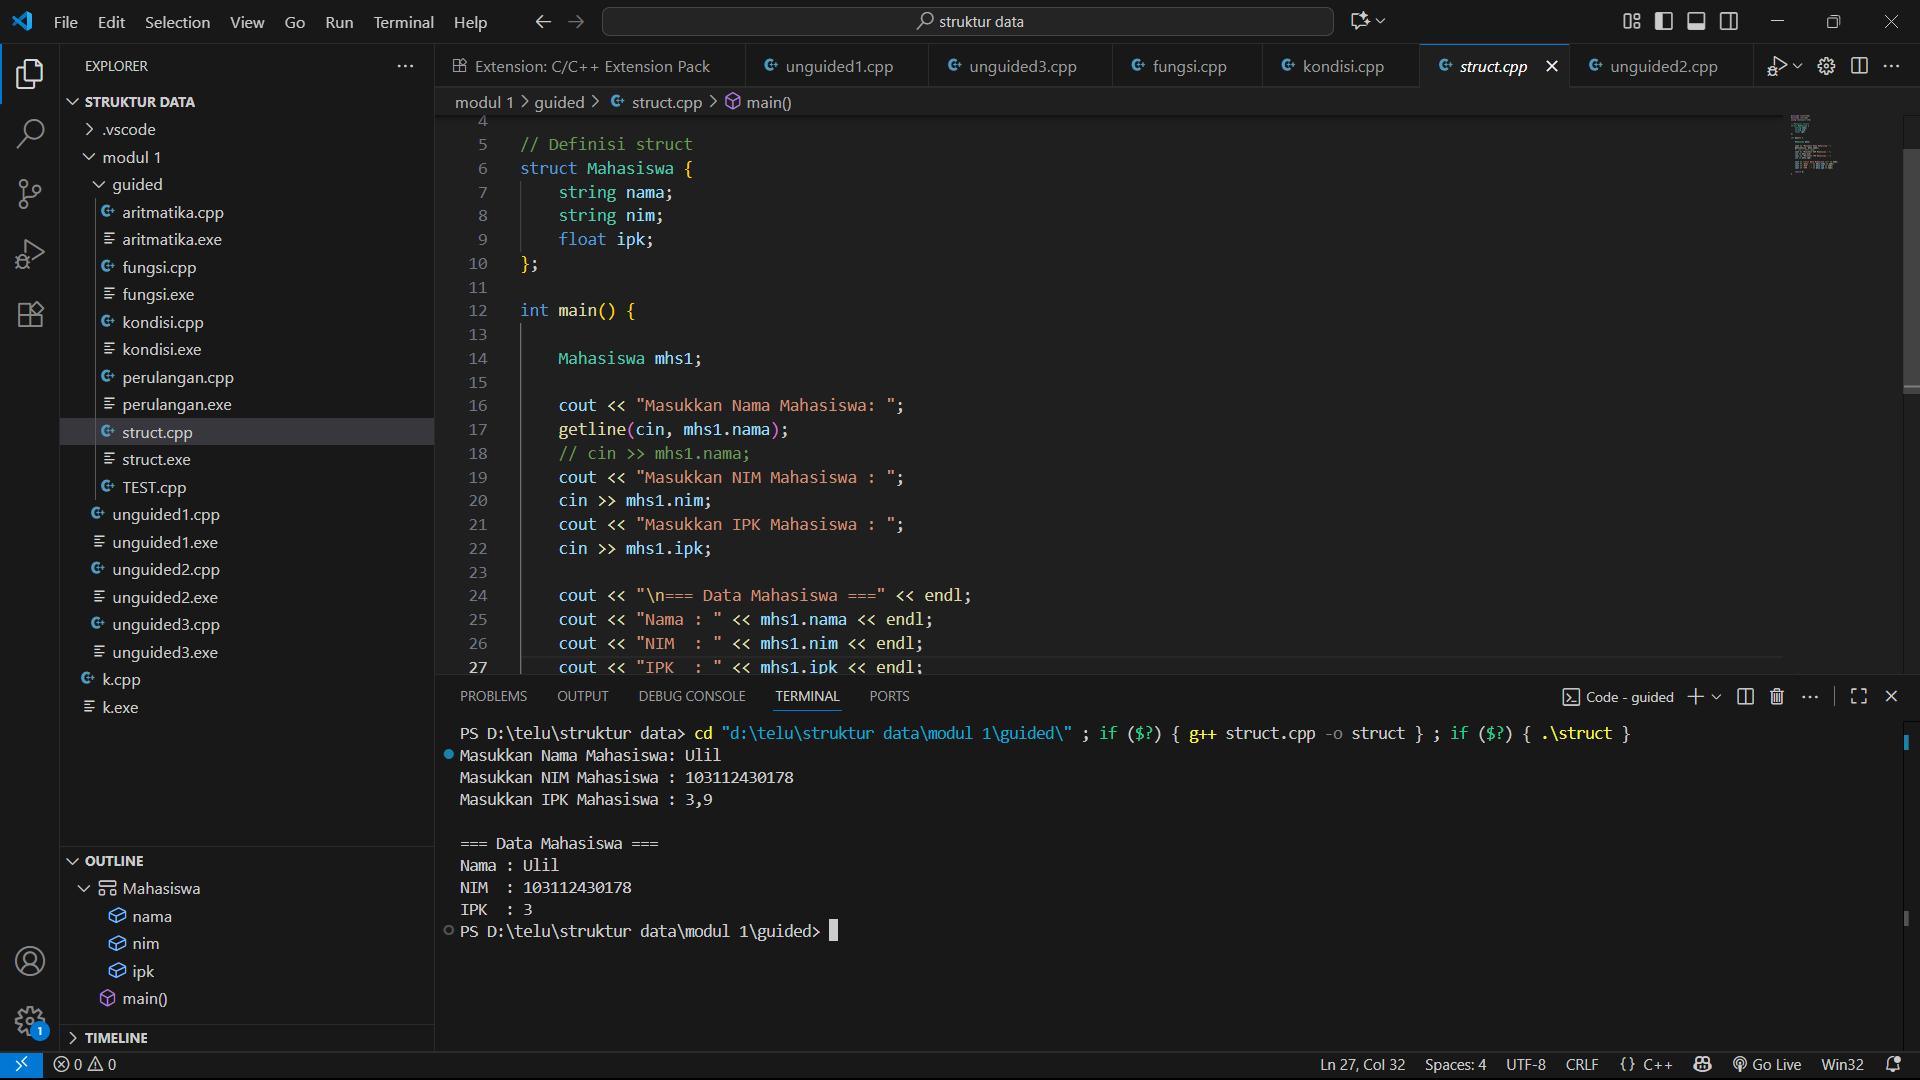 File Edit Selection View Go Run Terminal Help
struktur data
EXPLORER
STRUKTUR DATA
.vscode
modul 1
guided
aritmatika.cpp
aritmatika.exe
fungsi.cpp
fungsi.exe
kondisi.cpp
kondisi.exe
perulangan.cpp
perulangan.exe
struct.cpp
struct.exe
TEST.cpp
unguided1.cpp
unguided1.exe
unguided2.cpp
unguided2.exe
unguided3.cpp
unguided3.exe
k.cpp
k.exe
OUTLINE
Mahasiswa
nama
nim
ipk
main()
TIMELINE
Extension: C/C++ Extension Pack unguided1.cpp unguided3.cpp fungsi.cpp kondisi.cpp struct.cpp unguided2.cpp
modul 1 > guided > struct.cpp > main()
4
5 // Definisi struct
6 struct Mahasiswa {
7 string nama;
8 string nim;
9 float ipk;
10 };
11
12 int main() {
13
14 Mahasiswa mhs1;
15
16 cout << "Masukkan Nama Mahasiswa: ";
17 getline(cin, mhs1.nama);
18 // cin >> mhs1.nama;
19 cout << "Masukkan NIM Mahasiswa : ";
20 cin >> mhs1.nim;
21 cout << "Masukkan IPK Mahasiswa : ";
22 cin >> mhs1.ipk;
23
24 cout << "\n=== Data Mahasiswa ===" << endl;
25 cout << "Nama : " << mhs1.nama << endl;
26 cout << "NIM  : " << mhs1.nim << endl;
27 cout << "IPK  : " << mhs1.ipk << endl;
PROBLEMS OUTPUT DEBUG CONSOLE TERMINAL PORTS
Code - guided
PS D:\telu\struktur data> cd "d:\telu\struktur data\modul 1\guided\" ; if ($?) { g++ struct.cpp -o struct } ; if ($?) { .\struct }
Masukkan Nama Mahasiswa: Ulil
Masukkan NIM Mahasiswa : 103112430178
Masukkan IPK Mahasiswa : 3,9
=== Data Mahasiswa ===
Nama : Ulil
NIM  : 103112430178
IPK  : 3
PS D:\telu\struktur data\modul 1\guided>
1
0 0
Ln 27, Col 32 Spaces: 4 UTF-8 CRLF {} C++ Go Live Win32